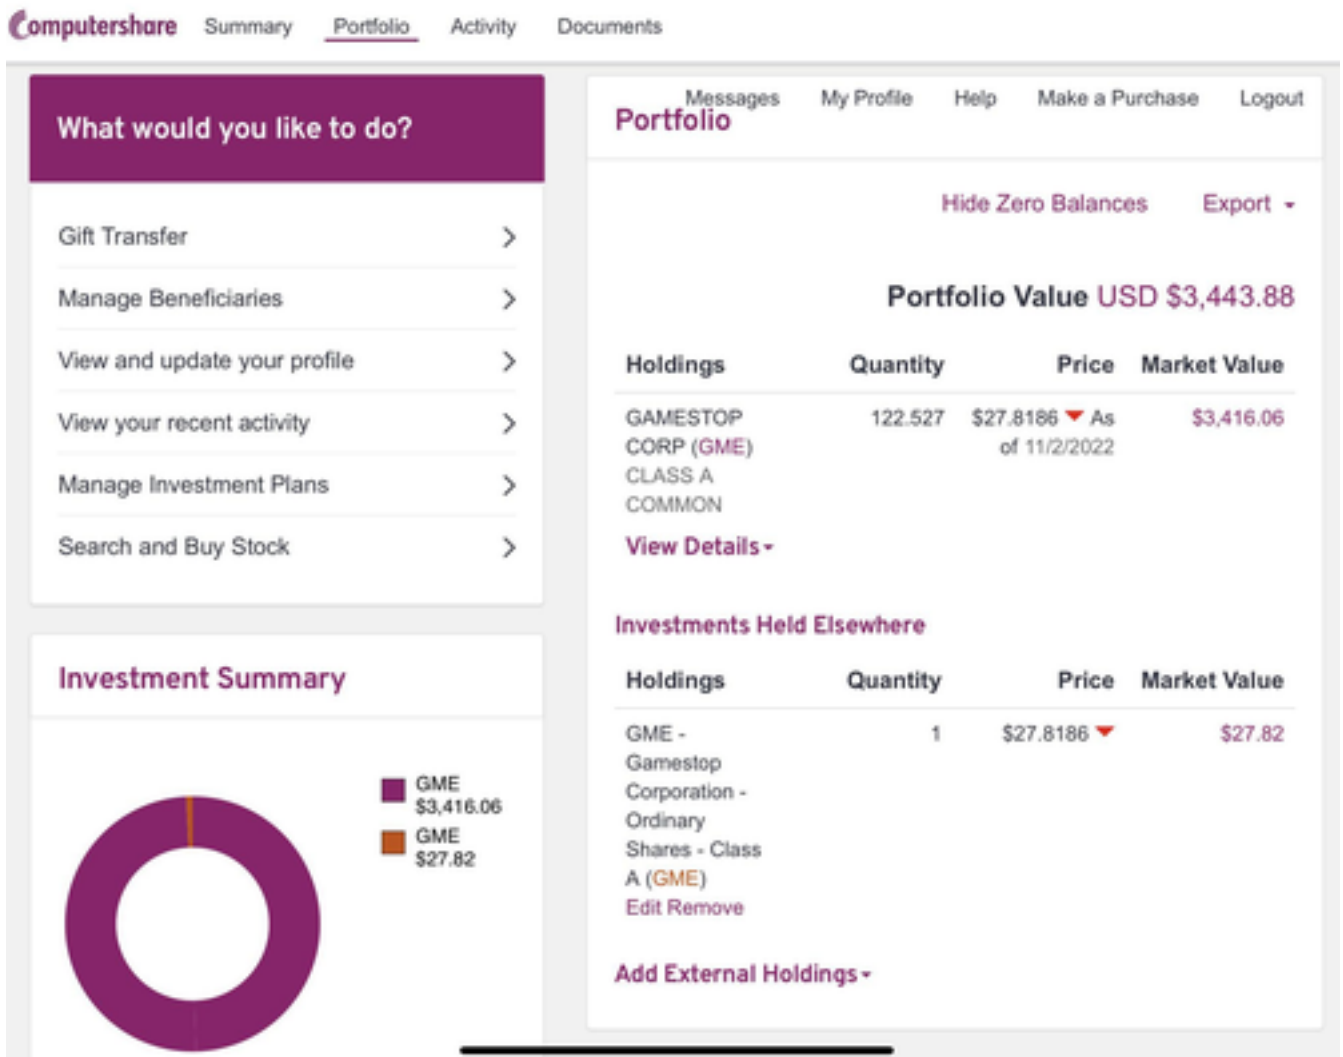 Computershare Summary Portfolio Activity Documents
Messages My Profile Help Make a Purchase Logout
What would you like to do?
Gift Transfer
Manage Beneficiaries
View and update your profile
View your recent activity
Manage Investment Plans
Search and Buy Stock
Investment Summary
GME
$3,416.06
GME
$27.82
Portfolio
Hide Zero Balances Export
Portfolio Value USD $3,443.88
Holdings Quantity Price Market Value
GAMESTOP 122.527 $27.8186 As $3,416.06
CORP (GME) of 11/2/2022
CLASS A
COMMON
View Details
Investments Held Elsewhere
Holdings Quantity Price Market Value
GME - 1 $27.8186 $27.82
Gamestop
Corporation -
Ordinary
Shares - Class
A (GME)
Edit Remove
Add External Holdings